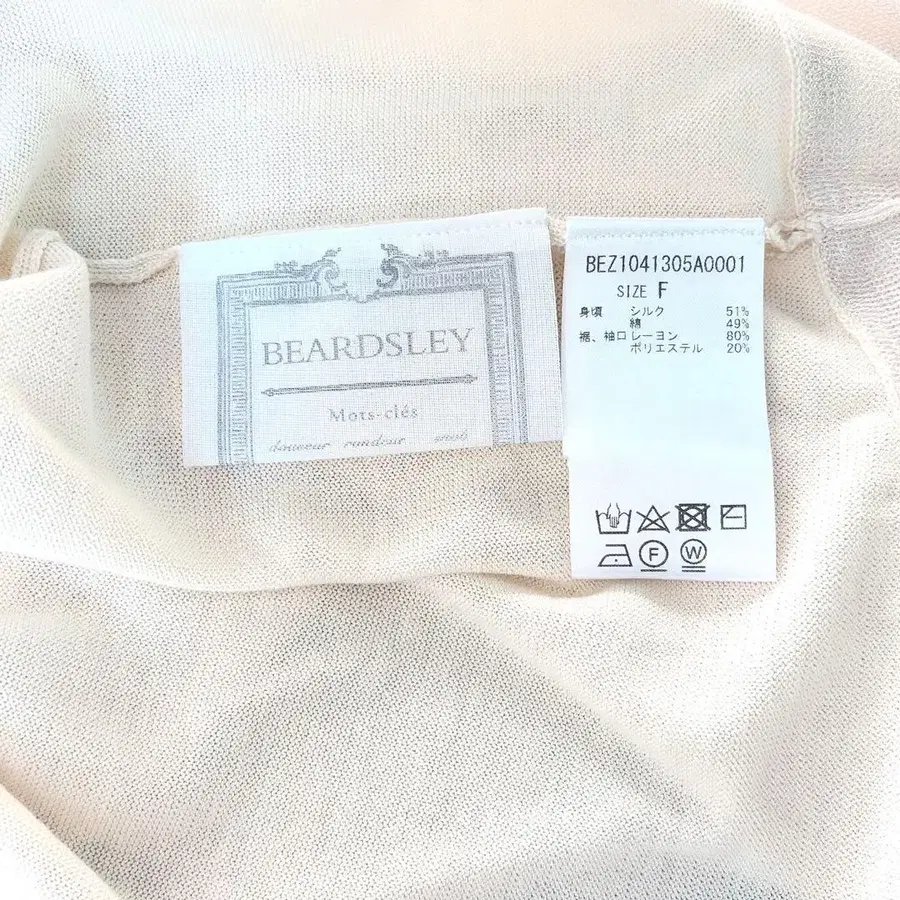 BEARDSLEY
Mots-clés
douceur rondeur
BEZ1041305A0001
SIZE F
身頃 シルク 51%
綿 49%
裾、袖口 レーヨン 80%
ポリエステル 20%
F
W